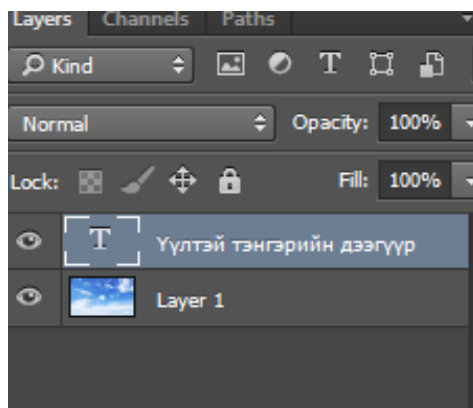 Layers Channels Paths
Kind T
Normal Opacity: 100%
Lock: Fill: 100%
T Үүлтэй тэнгэрийн дээгүүр
Layer 1